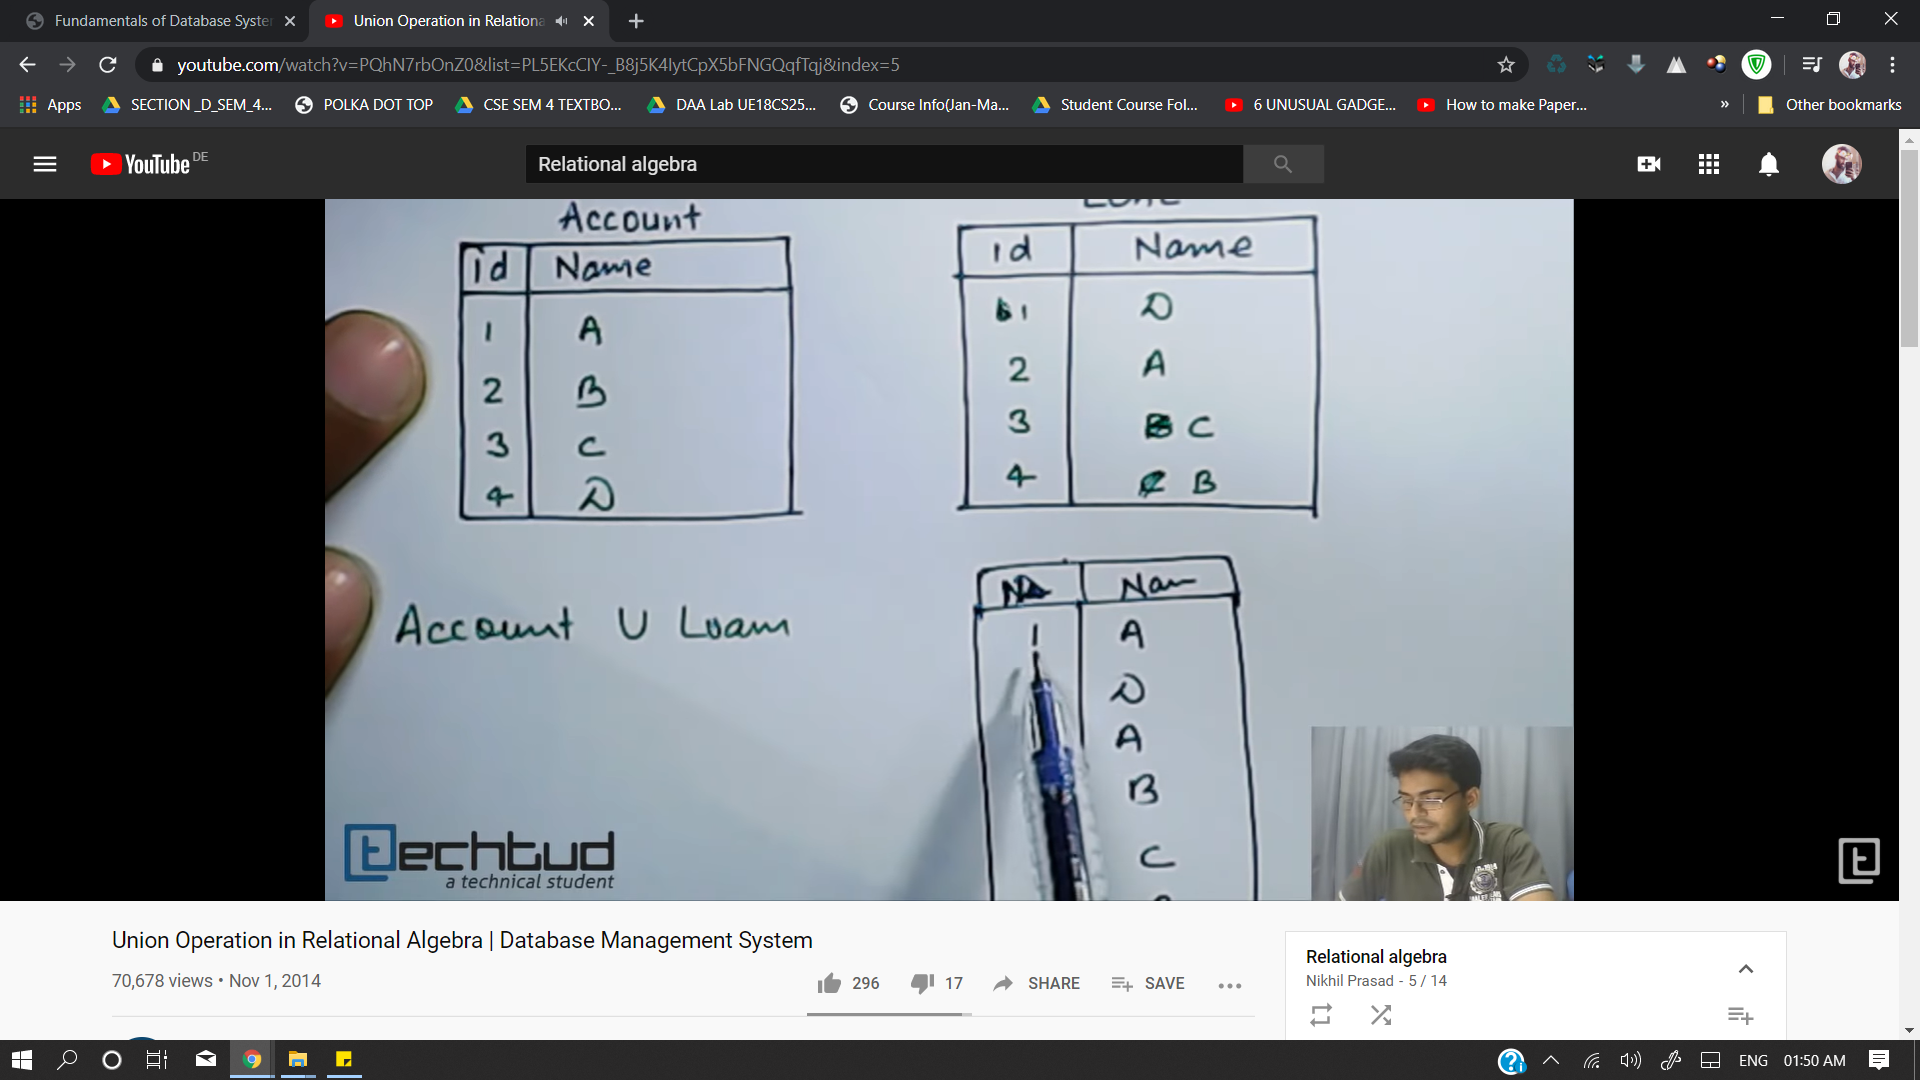 Fundamentals of Database Syste
Union Operation in Relationa
youtube.com/watch?v=PQhN7rbOnZ0&list=PL5EKcClY-_B8j5K4IytCpX5bFNGQqfTqj&index=5
Apps
SECTION _D_SEM_4...
POLKA DOT TOP
CSE SEM 4 TEXTBO...
DAA Lab UE18CS25...
Course Info(Jan-Ma...
Student Course Fol...
6 UNUSUAL GADGE...
How to make Paper...
»
Other bookmarks
YouTube DE
Relational algebra
Account
Id Name
1 A
2 B
3 C
4 D
Id Name
1 D
2 A
3 C
4 B
Account U Loan
Nam
1 A
D
A
B
C
techtud
a technical student
t
Union Operation in Relational Algebra | Database Management System
70,678 views • Nov 1, 2014
296
17
SHARE
SAVE
Relational algebra
Nikhil Prasad - 5 / 14
ENG
01:50 AM